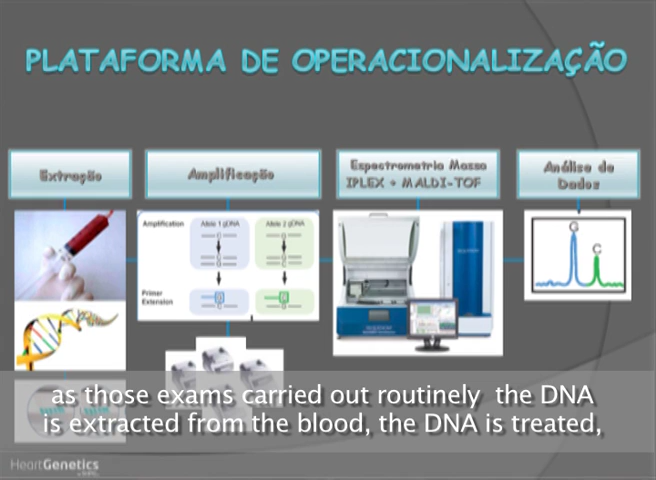 PLATAFORMA DE OPERACIONALIZAÇÃO
Extração
Amplificação
Espectrometria Massa
IPLEX + MALDI-TOF
Análise de
Dados
Amplification
Allele 1 gDNA
Allele 2 gDNA
G
C
G
C
Primer
Extension
as those exams carried out routinely the DNA
is extracted from the blood, the DNA is treated,
HeartGenetics